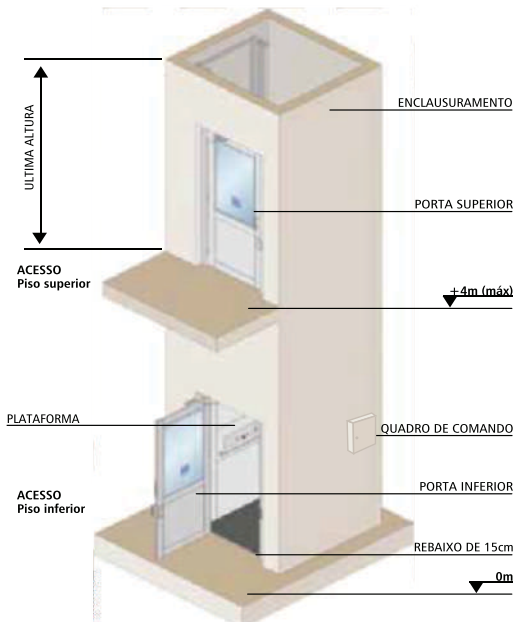 ENCLAUSURAMENTO
ULTIMA ALTURA
PORTA SUPERIOR
ACESSO
Piso superior
+4m (máx)
PLATAFORMA
QUADRO DE COMANDO
PORTA INFERIOR
ACESSO
Piso inferior
REBAIXO DE 15cm
0m